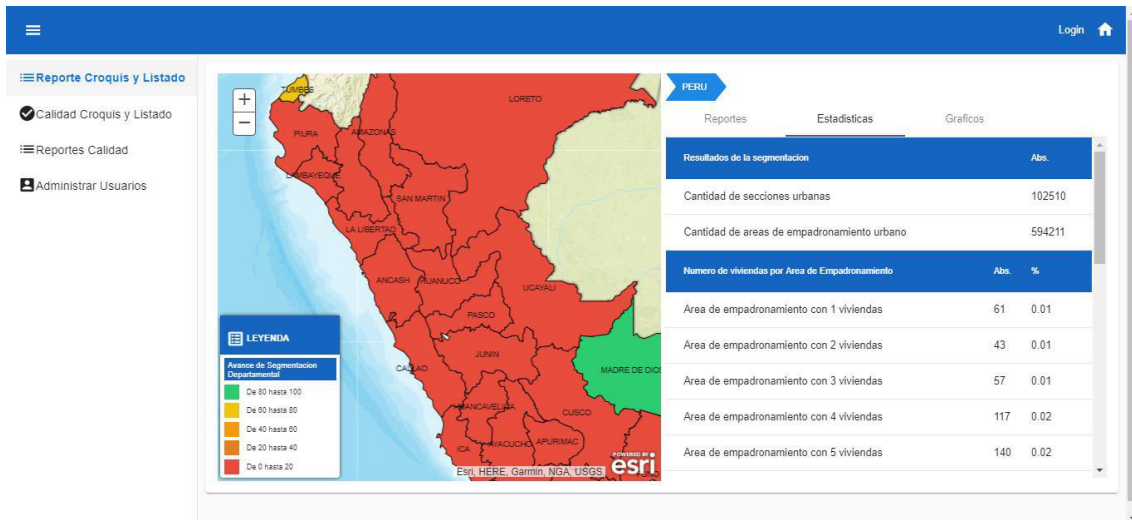 Login
Reporte Croquis y Listado
Calidad Croquis y Listado
Reportes Calidad
Administrar Usuarios
+
−
TUMBES
LORETO
PIURA
AMAZONAS
LAMBAYEQUE
SAN MARTIN
LA LIBERTAD
ANCASH
HUANUCO
UCAYALI
PASCO
JUNIN
CALLAO
MADRE DE DIOS
HUANCAVELICA
CUSCO
ICA
AYACUCHO
APURIMAC
LEYENDA
Avance de Segmentacion
Departamental
De 80 hasta 100
De 60 hasta 80
De 40 hasta 60
De 20 hasta 40
De 0 hasta 20
POWERED BY
esri
Esri, HERE, Garmin, NGA, USGS
PERU
Reportes Estadisticas Graficos
Resultados de la segmentacion Abs.
Cantidad de secciones urbanas 102510
Cantidad de areas de empadronamiento urbano 594211
Numero de viviendas por Area de Empadronamiento Abs. %
Area de empadronamiento con 1 viviendas 61 0.01
Area de empadronamiento con 2 viviendas 43 0.01
Area de empadronamiento con 3 viviendas 57 0.01
Area de empadronamiento con 4 viviendas 117 0.02
Area de empadronamiento con 5 viviendas 140 0.02